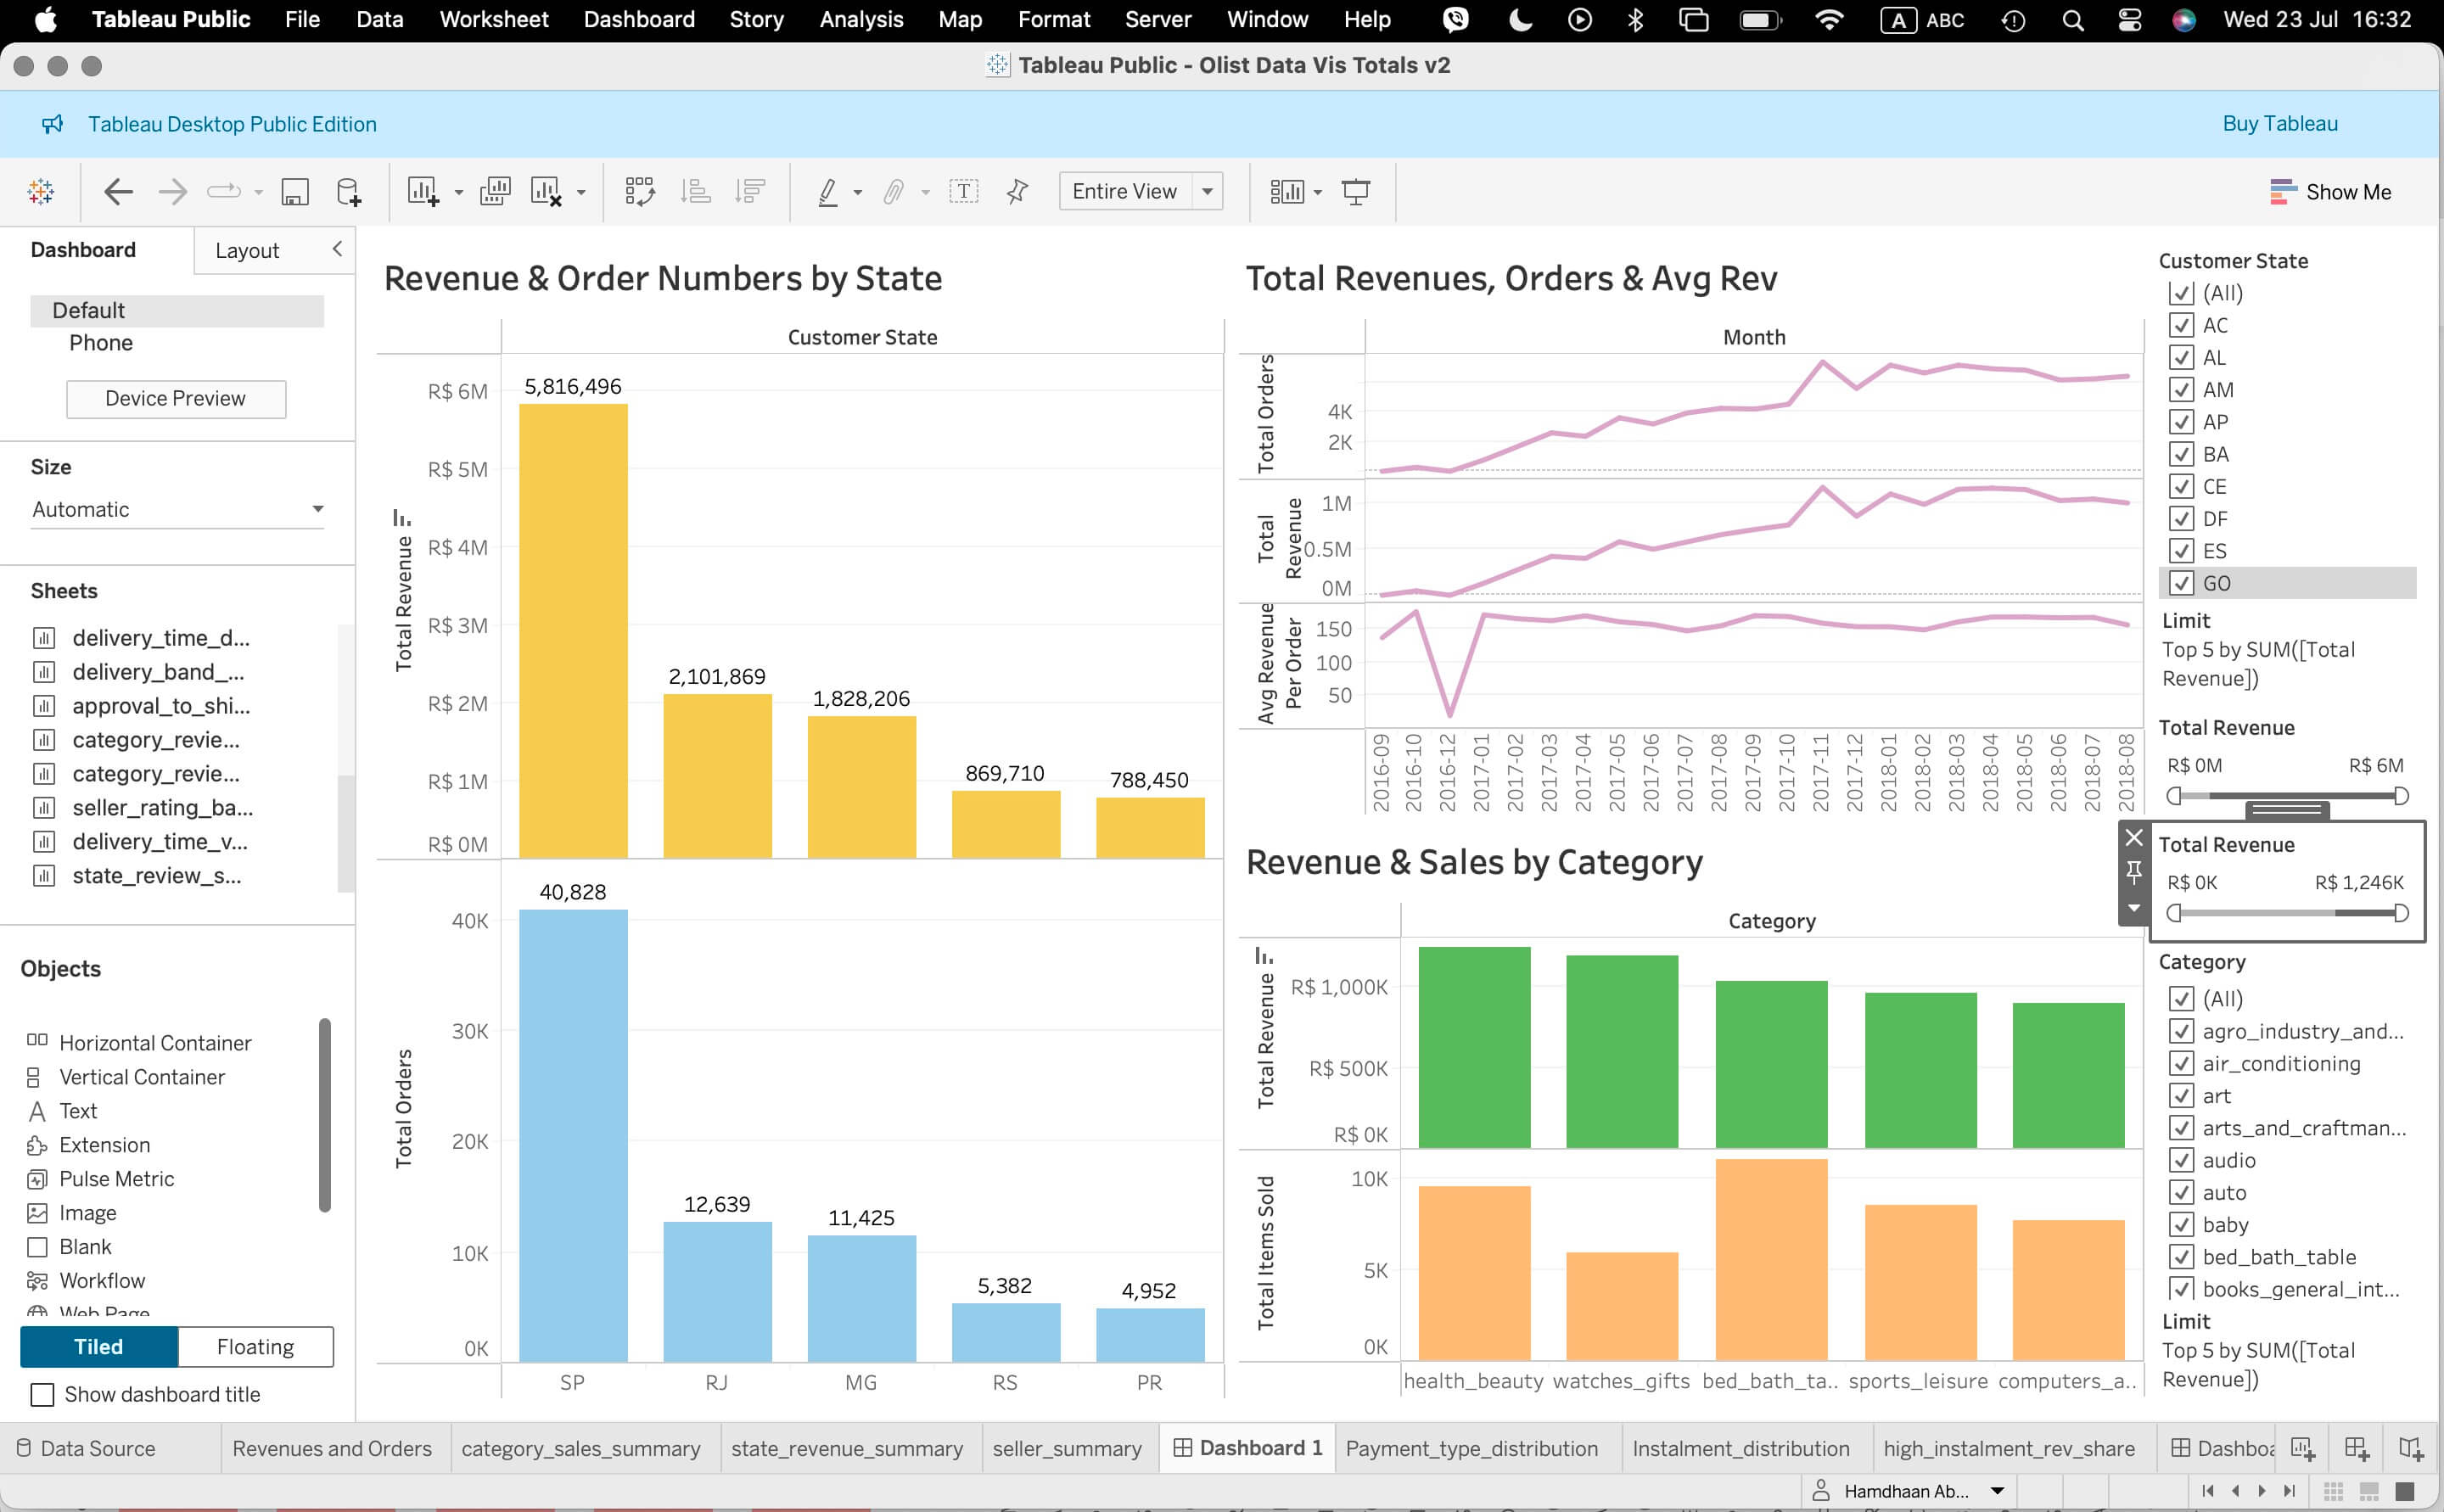 Tableau Public File Data Worksheet Dashboard Story Analysis Map Format Server Window Help A ABC Wed 23 Jul 16:32
Tableau Public - Olist Data Vis Totals v2
Tableau Desktop Public Edition
Buy Tableau
Entire View
Show Me
Dashboard
Layout
Default
Phone
Device Preview
Size
Automatic
Sheets
delivery_time_d...
delivery_band_...
approval_to_shi...
category_revie...
category_revie...
seller_rating_ba...
delivery_time_v...
state_review_s...
Objects
Horizontal Container
Vertical Container
Text
Extension
Pulse Metric
Image
Blank
Workflow
Web Page
Tiled
Floating
Show dashboard title
Revenue & Order Numbers by State
Customer State
Total Revenue
R$ 6M
R$ 5M
R$ 4M
R$ 3M
R$ 2M
R$ 1M
R$ 0M
5,816,496
2,101,869
1,828,206
869,710
788,450
Total Orders
40K
30K
20K
10K
0K
40,828
12,639
11,425
5,382
4,952
SP RJ MG RS PR
Total Revenues, Orders & Avg Rev
Month
Total Orders
4K
2K
Total
Revenue
1M
0.5M
0M
Avg Revenue
Per Order
150
100
50
2016-09
2016-10
2016-12
2017-01
2017-02
2017-03
2017-04
2017-05
2017-06
2017-07
2017-08
2017-09
2017-10
2017-11
2017-12
2018-01
2018-02
2018-03
2018-04
2018-05
2018-06
2018-07
2018-08
Revenue & Sales by Category
Category
Total Revenue
R$ 1,000K
R$ 500K
R$ 0K
Total Items Sold
10K
5K
0K
health_beauty watches_gifts bed_bath_ta.. sports_leisure computers_a..
Customer State
(All)
AC
AL
AM
AP
BA
CE
DF
ES
GO
Limit
Top 5 by SUM([Total
Revenue])
Total Revenue
R$ 0M R$ 6M
Total Revenue
R$ 0K R$ 1,246K
Category
(All)
agro_industry_and...
air_conditioning
art
arts_and_craftman...
audio
auto
baby
bed_bath_table
books_general_int...
Limit
Top 5 by SUM([Total
Revenue])
Data Source Revenues and Orders category_sales_summary state_revenue_summary seller_summary Dashboard 1 Payment_type_distribution Instalment_distribution high_instalment_rev_share Dashboa
Hamdhaan Ab...